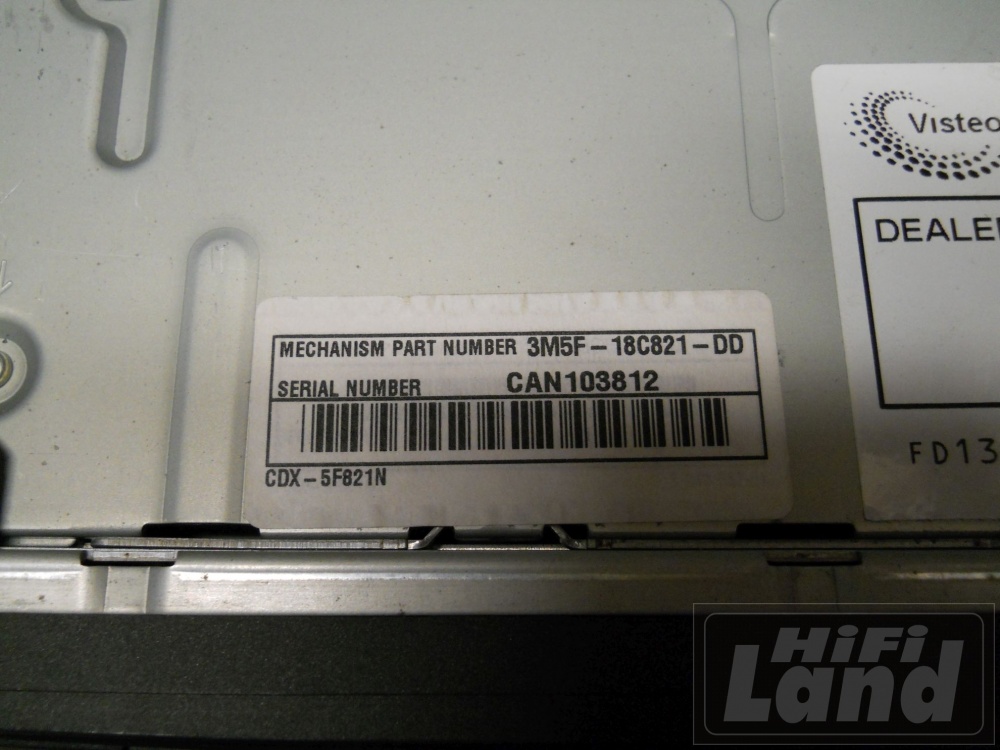 Visteo
DEALE
MECHANISM PART NUMBER 3M5F-18C821-DD
SERIAL NUMBER CAN103812
CDX-5F821N
FD13
HiFi
Land